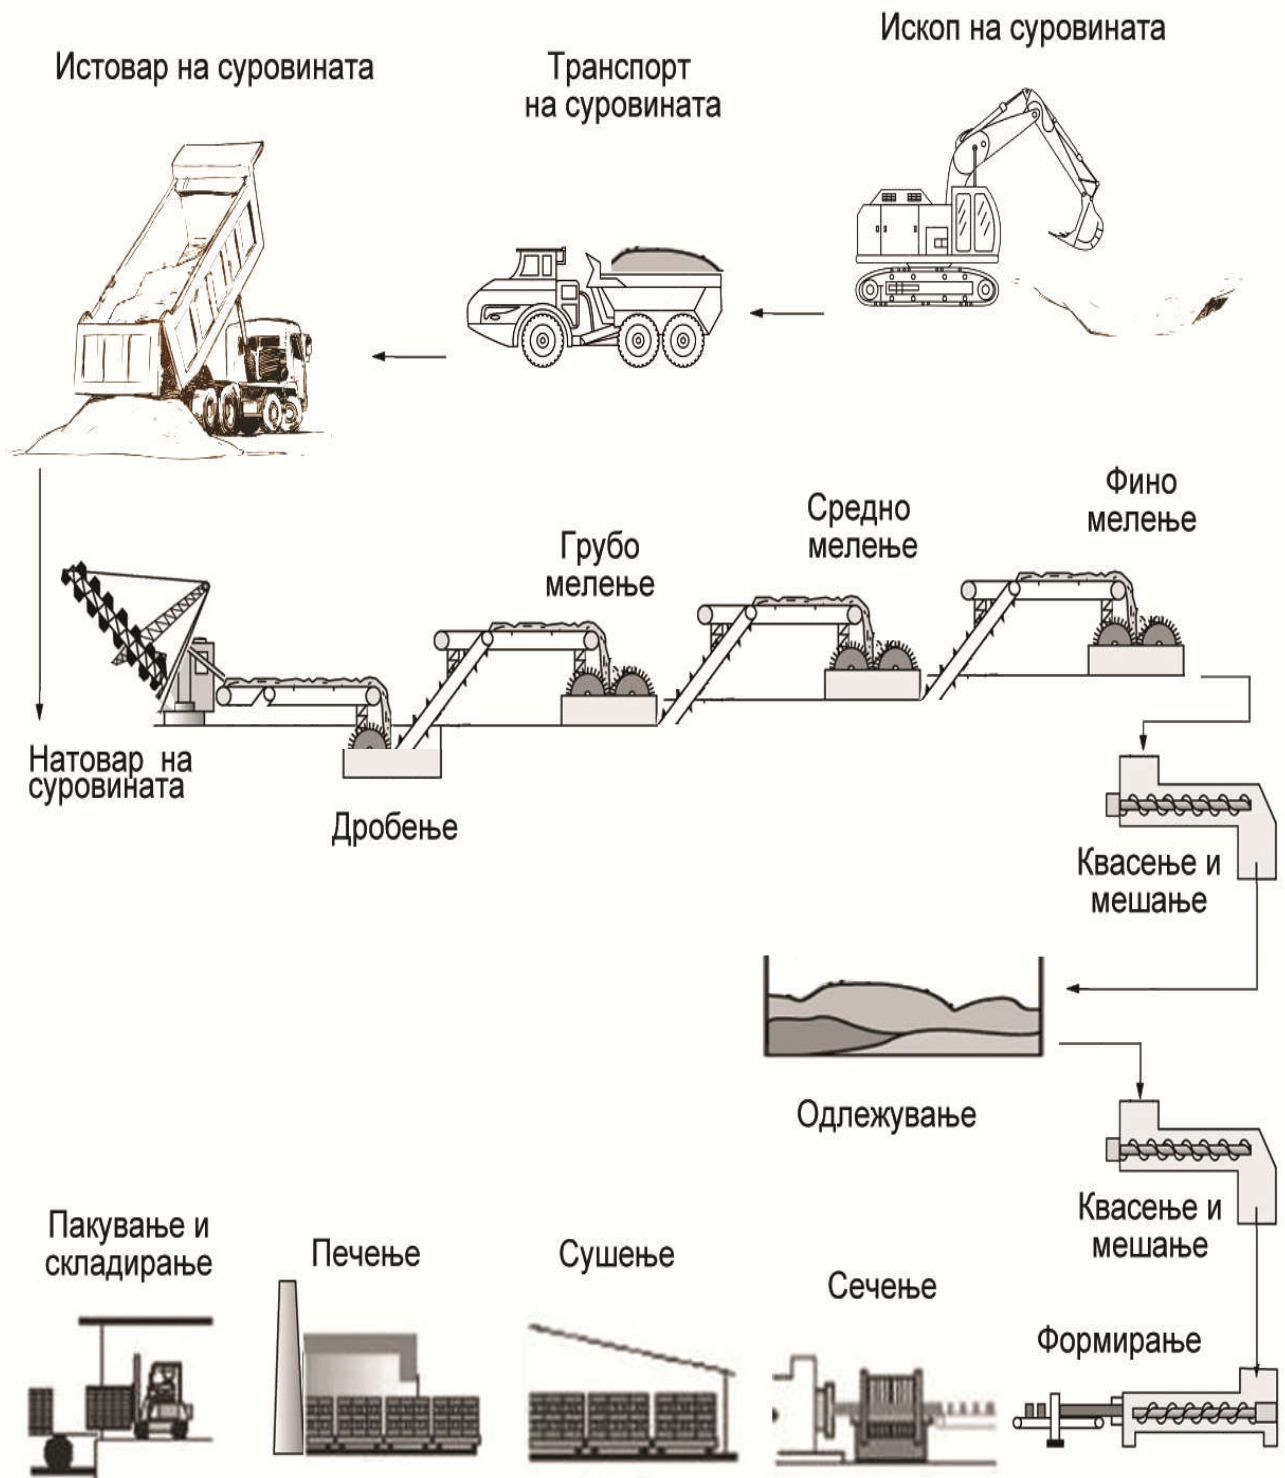 Ископ на суровината
Транспорт
на суровината
Истовар на суровината
Натовар на
суровината
Дробење
Грубо
мелење
Средно
мелење
Фино
мелење
Квасење и
мешање
Одлежување
Квасење и
мешање
Формирање
Сечење
Сушење
Печење
Пакување и
складирање